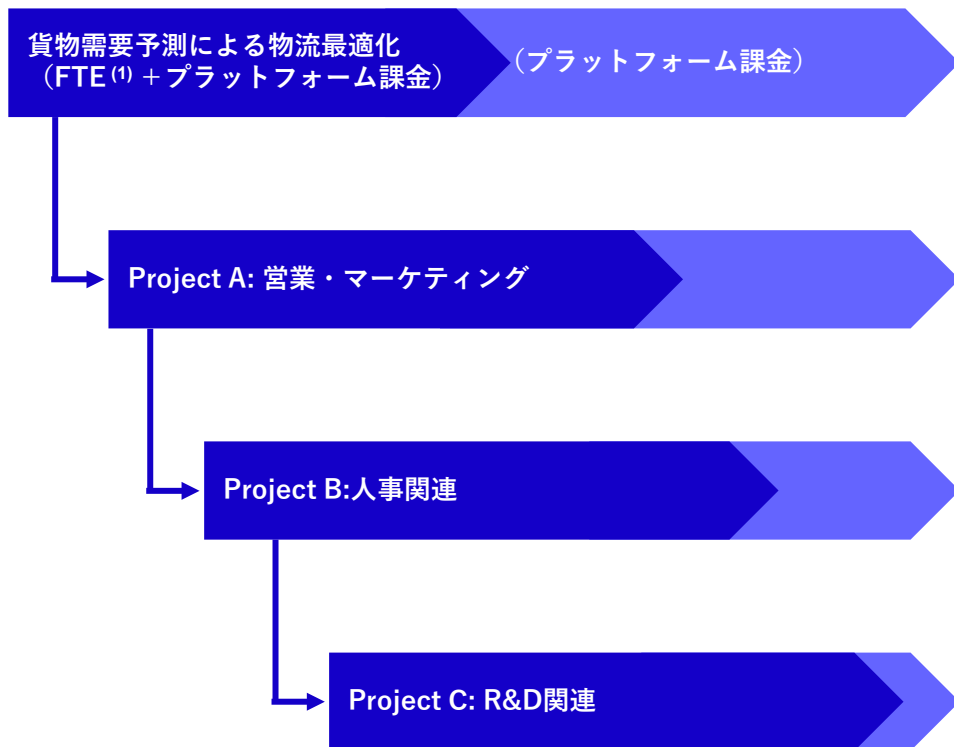 貨物需要予測による物流最適化
（FTE (1) + プラットフォーム課金）
（プラットフォーム課金）
Project A: 営業・マーケティング
Project B:人事関連
Project C: R&D関連